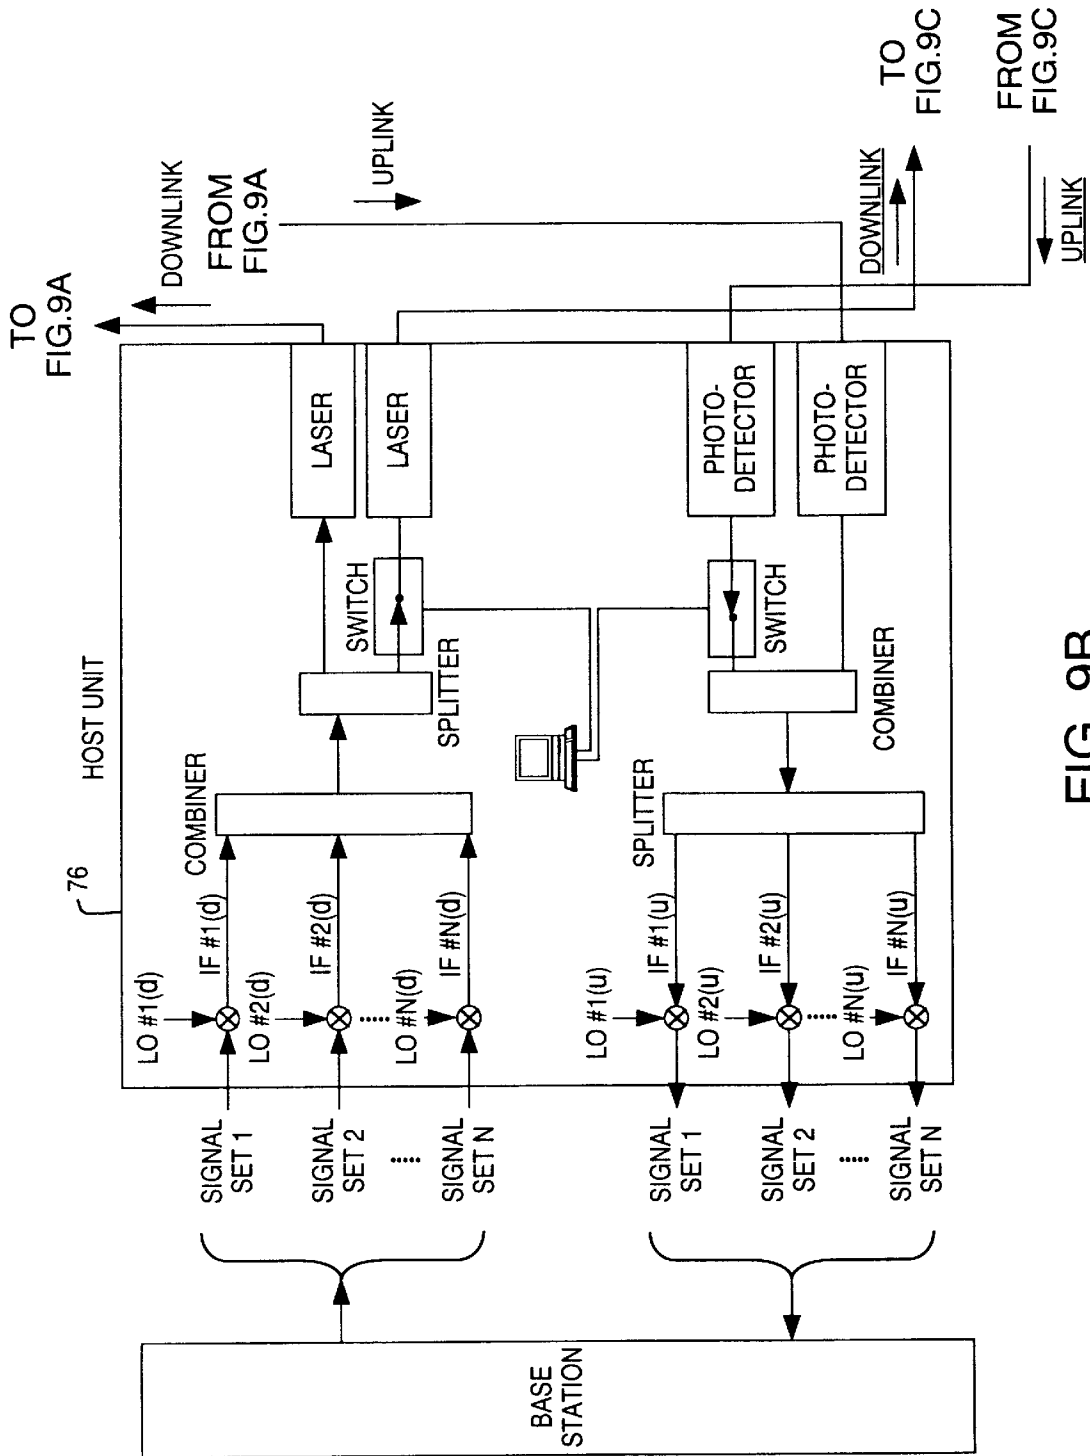 TO
FIG.9A
DOWNLINK
FROM
FIG.9A
UPLINK
TO
FIG.9C
DOWNLINK
FROM
FIG.9C
UPLINK
HOST UNIT
76
LASER
LASER
SWITCH
SPLITTER
COMBINER
LO #1(d)
IF #1(d)
LO #2(d)
IF #2(d)
LO #N(d)
IF #N(d)
SIGNAL
SET 1
SIGNAL
SET 2
SIGNAL
SET N
PHOTO-
DETECTOR
PHOTO-
DETECTOR
SWITCH
COMBINER
SPLITTER
LO #1(u)
IF #1(u)
LO #2(u)
IF #2(u)
LO #N(u)
IF #N(u)
SIGNAL
SET 1
SIGNAL
SET 2
SIGNAL
SET N
BASE
STATION
FIG. 9B